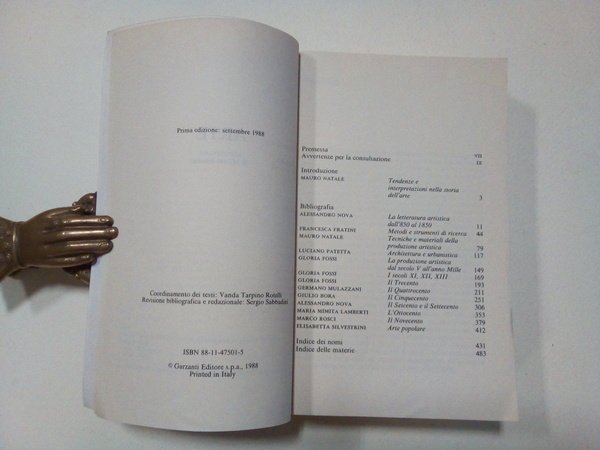 Prima edizione: settembre 1988
Coordinamento dei testi: Vanda Tarpino Rotulli
Revisione bibliografica e redazionale: Sergio Sabbadini
ISBN 88-11-47501-5
© Garzanti Editore s.p.a., 1988
Printed in Italy
Premessa VII
Avvertenze per la consultazione IX
Introduzione
MAURO NATALE Tendenze e
interpretazioni nella storia
dell'arte 3
Bibliografia
ALESSANDRO NOVA La letteratura artistica
dall'850 al 1850 11
FRANCESCA FRATINI Metodi e strumenti di ricerca 44
MAURO NATALE Tecniche e materiali della
produzione artistica 79
LUCIANO PATETTA Architettura e urbanistica 117
GLORIA FOSSI La produzione artistica
dal secolo V all'anno Mille 149
GLORIA FOSSI I secoli XI, XII, XIII 169
GLORIA FOSSI Il Trecento 193
GERMANO MULAZZANI Il Quattrocento 211
GIULIO BORA Il Cinquecento 251
ALESSANDRO NOVA Il Seicento e il Settecento 306
MARIA MIMITA LAMBERTI L'Ottocento 353
MARCO ROSCI Il Novecento 379
ELISABETTA SILVESTRINI Arte popolare 412
Indice dei nomi 431
Indice delle materie 483